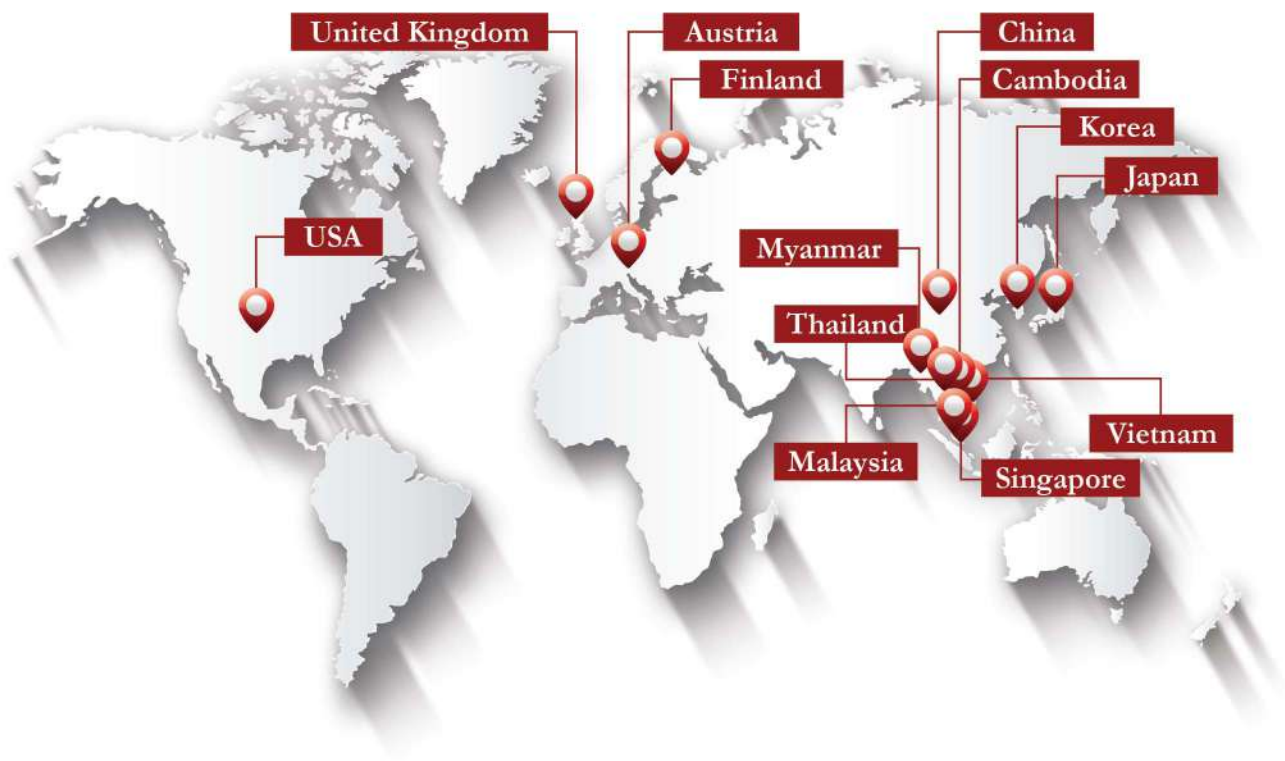 United Kingdom
Austria
China
Finland
Cambodia
Korea
Japan
USA
Myanmar
Thailand
Vietnam
Malaysia
Singapore